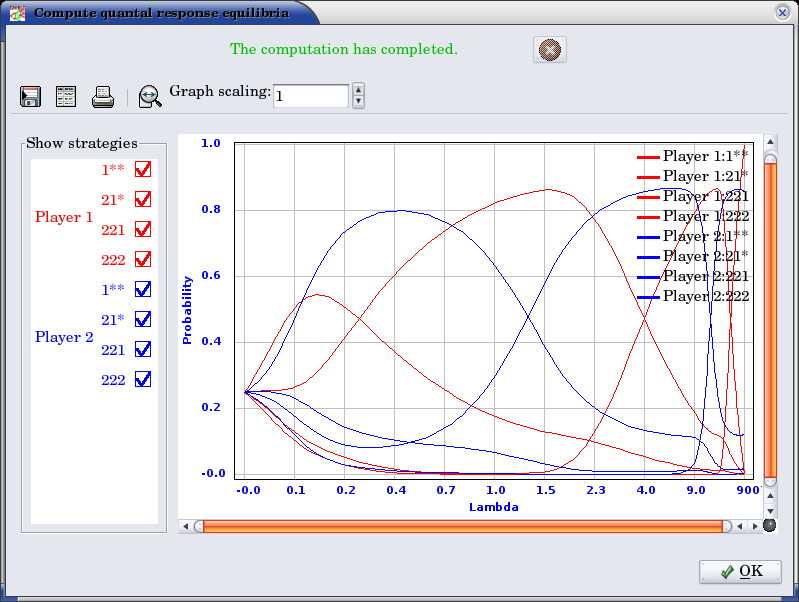 Compute quantal response equilibria
The computation has completed.
Graph scaling: 1
Show strategies
Player 1
1**
21*
221
222
Player 2
1**
21*
221
222
Probability
1.0
0.8
0.6
0.4
0.2
-0.0
-0.0 0.1 0.2 0.4 0.7 1.0 1.5 2.3 4.0 9.0 900
Lambda
Player 1:1**
Player 1:21*
Player 1:221
Player 1:222
Player 2:1**
Player 2:21*
Player 2:221
Player 2:222
OK